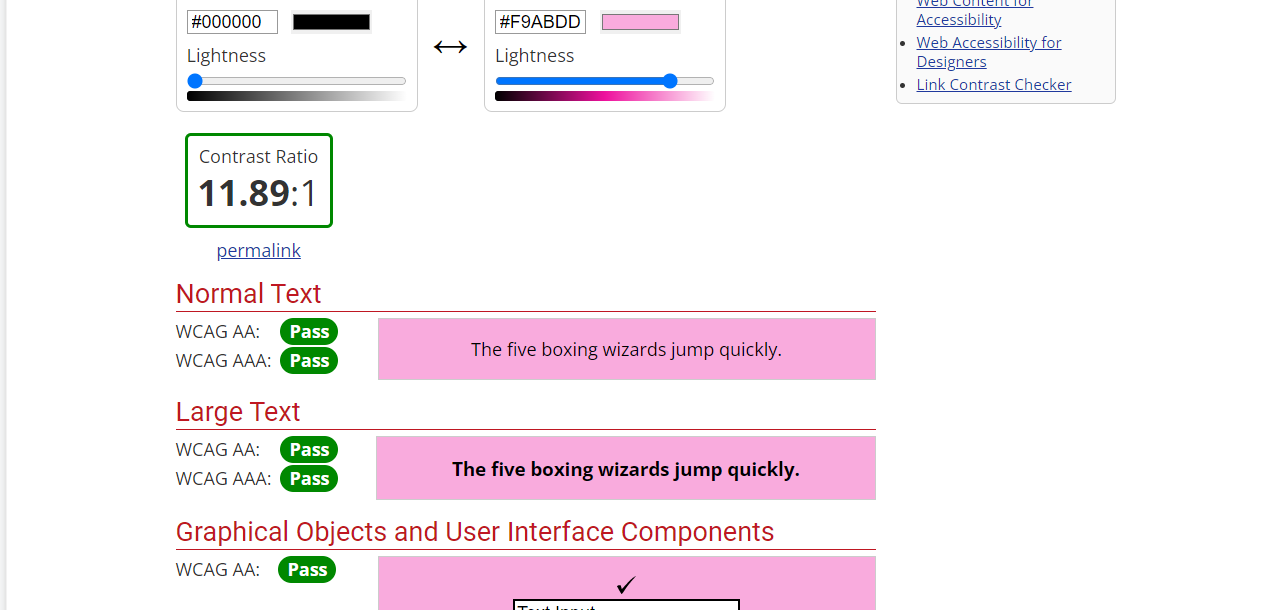 #000000
#F9ABDD
Lightness
Lightness
Web Content for
Accessibility
Web Accessibility for
Designers
Link Contrast Checker
Contrast Ratio
11.89:1
permalink
Normal Text
WCAG AA: Pass
WCAG AAA: Pass
The five boxing wizards jump quickly.
Large Text
WCAG AA: Pass
WCAG AAA: Pass
The five boxing wizards jump quickly.
Graphical Objects and User Interface Components
WCAG AA: Pass
Text Input